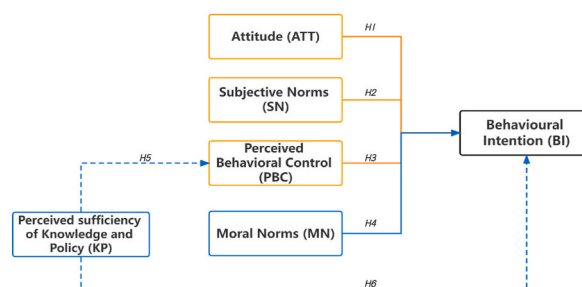 H1
Attitude (ATT)
H2
Subjective Norms
(SN)
Behavioural
Intention (BI)
H5
Perceived
Behavioral Control
(PBC)
H3
Perceived sufficiency
of Knowledge and
Policy (KP)
Moral Norms (MN)
H4
H6